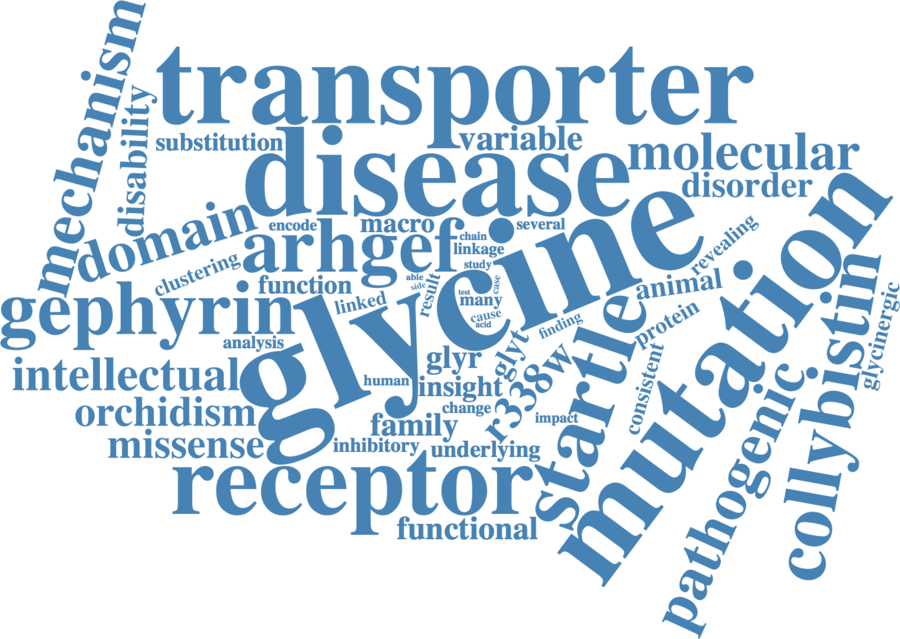 mechanism
transporter
disability
substitution
variable
disease
molecular
disorder
domain
encode
macro
several
arhgef
chain
linkage
study
glycine
mutation
revealing
clustering
function
able
side
result
test
case
many
cause
acid
animal
gephyrin
linked
finding
protein
startle
collybistin
glycinergic
analysis
glyr
glyt
r338w
consistent
intellectual
human
insight
pathogenic
orchidism
change
impact
family
missense
inhibitory
underlying
receptor
functional